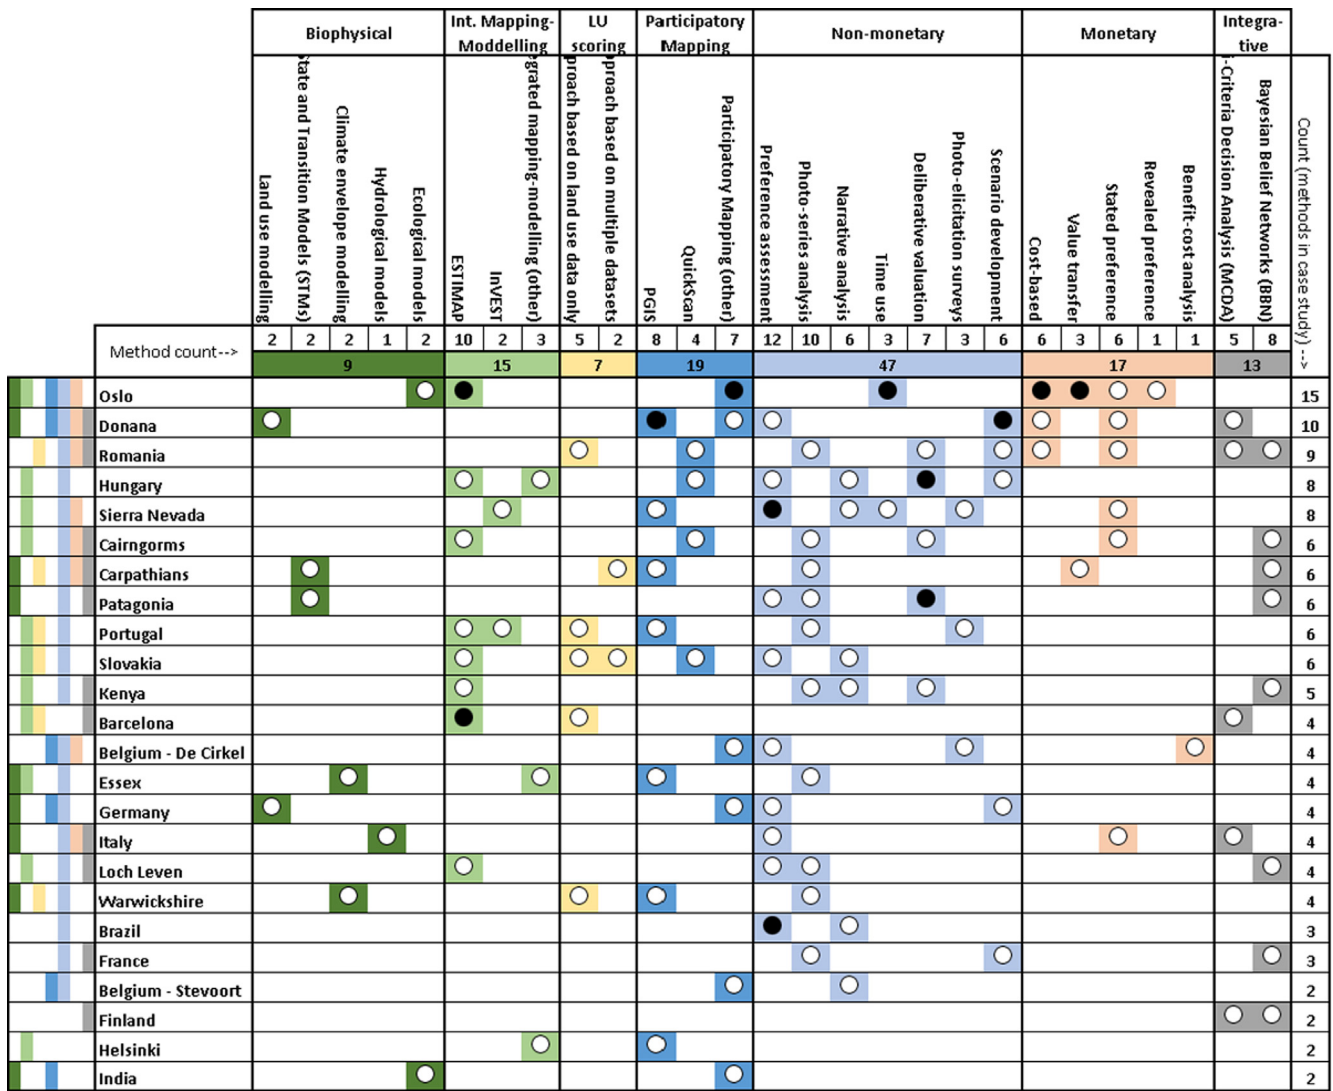 Biophysical
Int. Mapping-
Moddelling
LU
scoring
Participatory
Mapping
Non-monetary
Monetary
Integra-
tive
Land use modelling
tate and Transition Models (STMs)
Climate envelope modelling
Hydrological models
Ecological models
ESTIMAP
InVEST
grated mapping-modelling (other)
proach based on land use data only
proach based on multiple datasets
PGIS
QuickScan
Participatory Mapping (other)
Preference assessment
Photo-series analysis
Narrative analysis
Time use
Deliberative valuation
Photo-elicitation surveys
Scenario development
Cost-based
Value transfer
Stated preference
Revealed preference
Benefit-cost analysis
i-Criteria Decision Analysis (MCDA)
Bayesian Belief Networks (BBN)
Count (methods in case study) -->
Method count-->
2 2 2 1 2 10 2 3 5 2 8 4 7 12 10 6 3 7 3 6 6 3 6 1 1 5 8
9 15 7 19 47 17 13
Oslo 15
Donana 10
Romania 9
Hungary 8
Sierra Nevada 8
Cairngorms 6
Carpathians 6
Patagonia 6
Portugal 6
Slovakia 6
Kenya 5
Barcelona 4
Belgium - De Cirkel 4
Essex 4
Germany 4
Italy 4
Loch Leven 4
Warwickshire 4
Brazil 3
France 3
Belgium - Stevoort 2
Finland 2
Helsinki 2
India 2